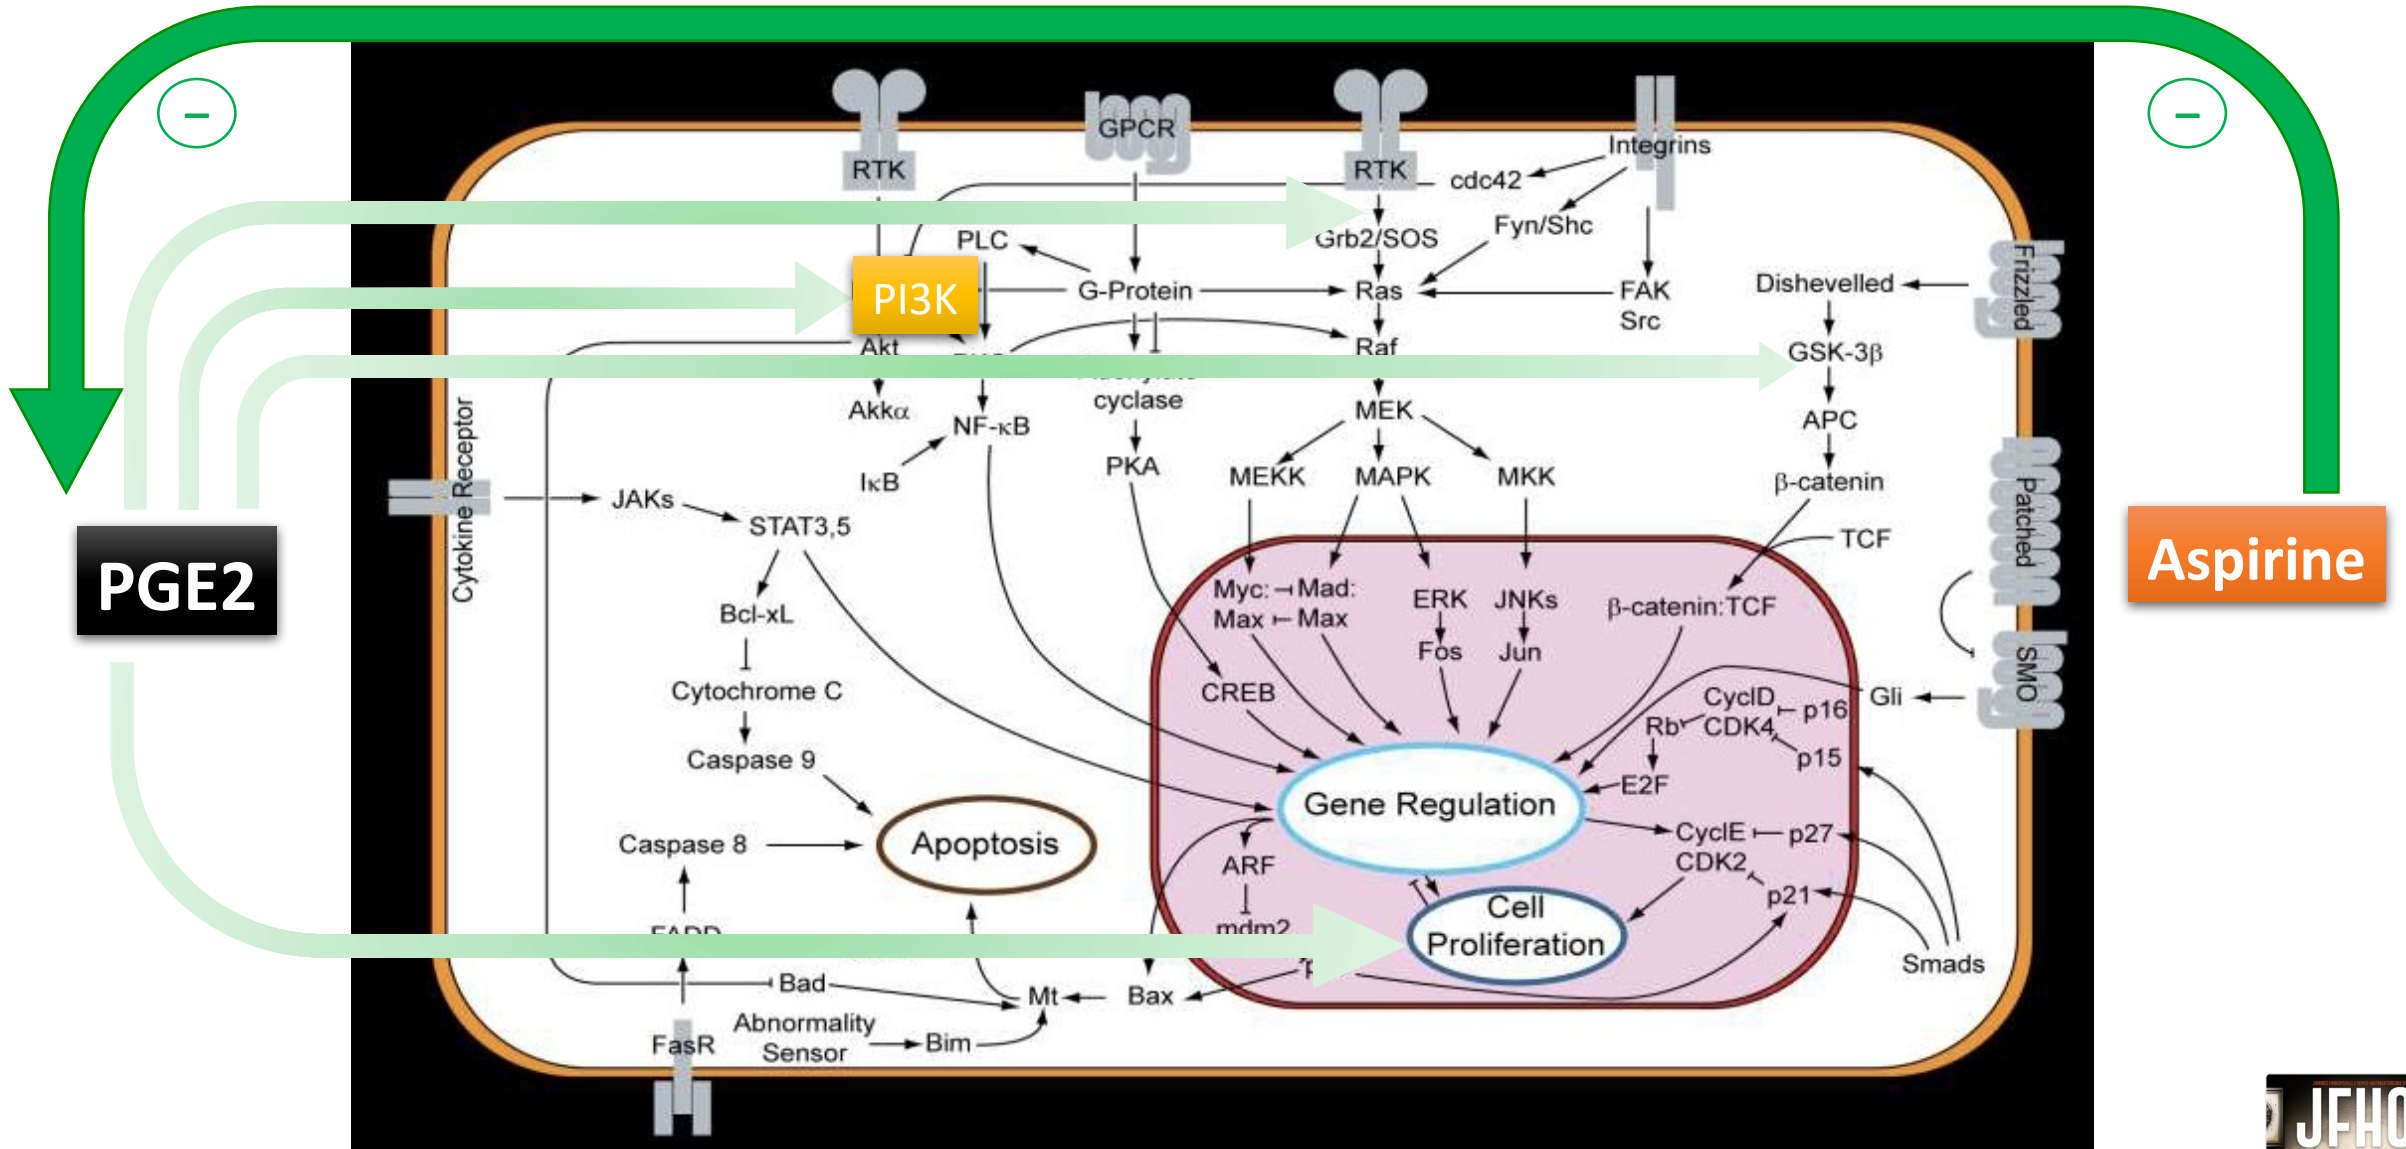 –
–
GPCR
RTK
RTK
Integrins
cdc42
Fyn/Shc
PLC
Grb2/SOS
Frizzled
PI3K
G-Protein
Ras
FAK
Src
Dishevelled
Akt
Raf
GSK-3β
Akkα
cyclase
MEK
APC
NF-κB
Cytokine Receptor
PKA
IκB
MEKK
MAPK
MKK
β-catenin
JAKs
STAT3,5
TCF
Patched
PGE2
Aspirine
Bcl-xL
Myc:
Mad:
Max
Max
ERK
JNKs
β-catenin:TCF
Fos
Jun
SMO
Cytochrome C
CREB
CyclD
CDK4
p16
Gli
Rb
p15
Caspase 9
E2F
Gene Regulation
Caspase 8
Apoptosis
CyclE
CDK2
p27
ARF
p21
FADD
mdm2
Cell
Proliferation
Smads
Bad
Mt
Bax
Abnormality
Sensor
Bim
FasR
JFHO